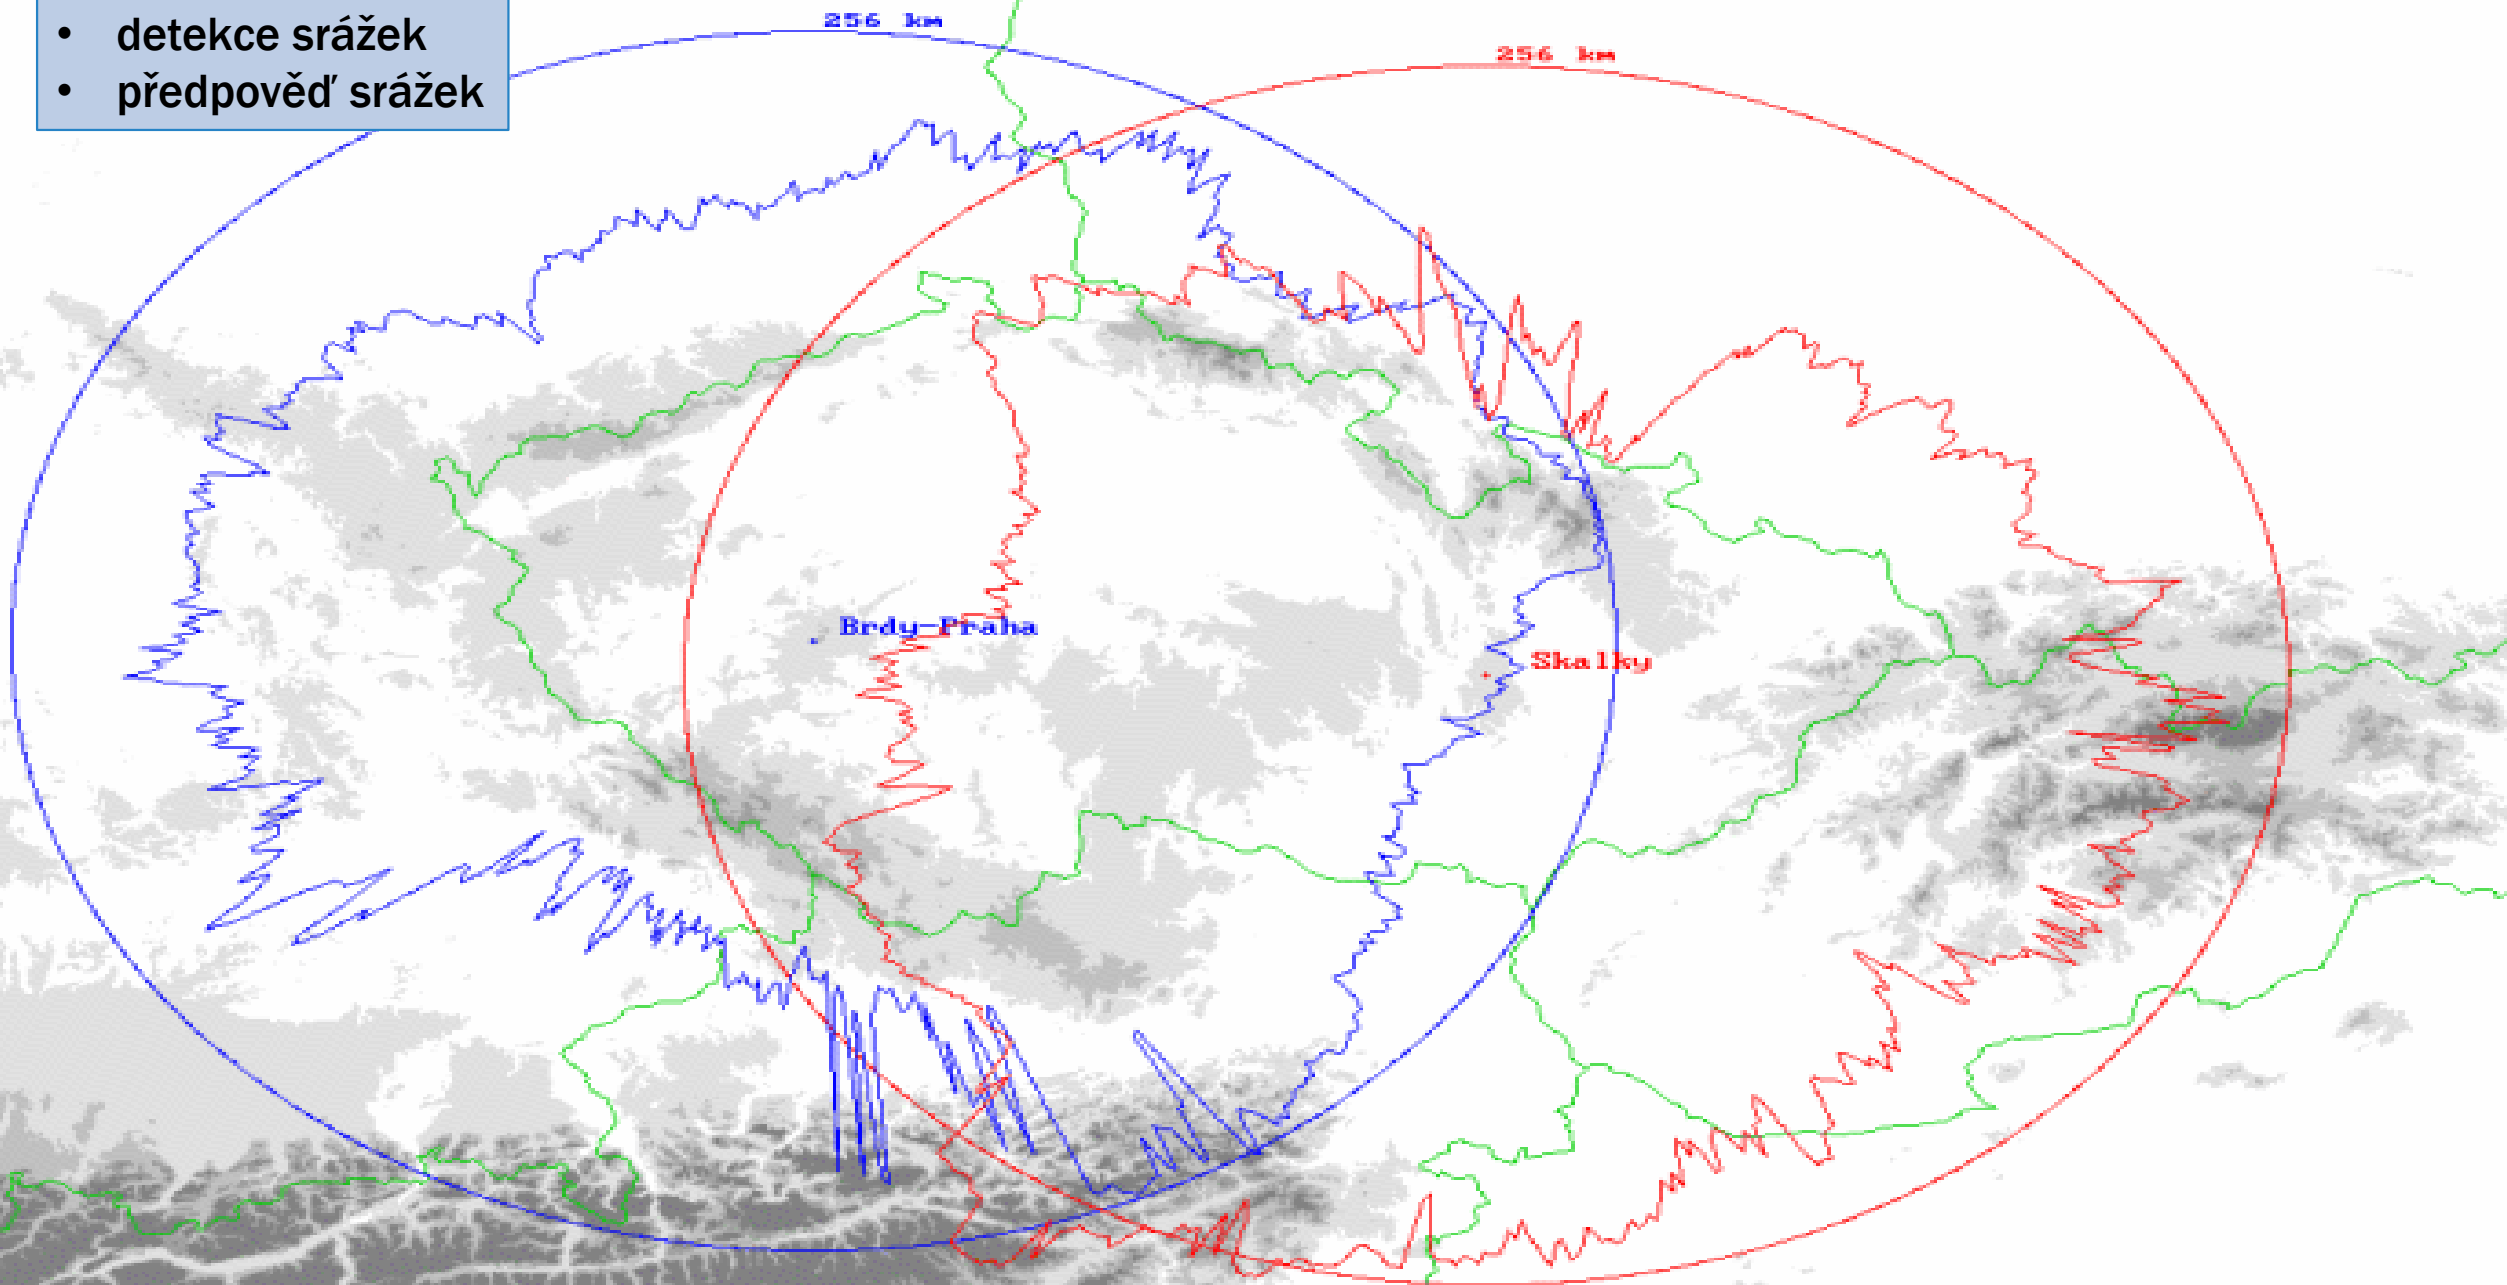 • detekce srážek
• předpověď srážek
256 km
256 km
Brdy-Praha
Skalky